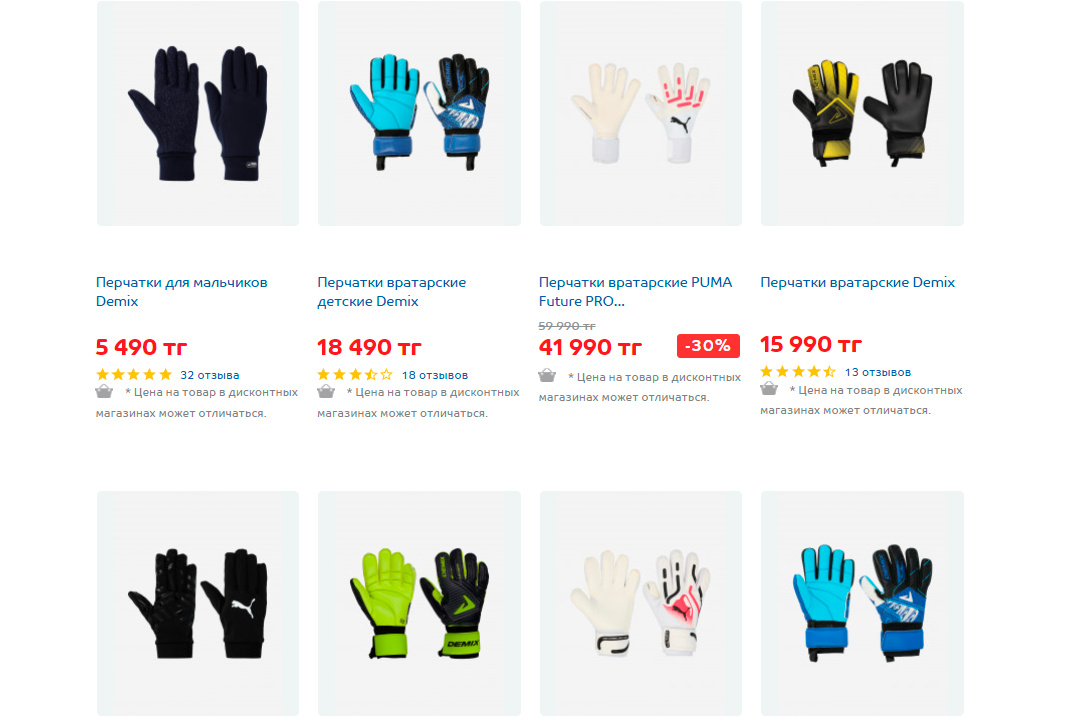 Перчатки для мальчиков
Demix
5 490 тг
32 отзыва
* Цена на товар в дисконтных
магазинах может отличаться.
Перчатки вратарские
детские Demix
18 490 тг
18 отзывов
* Цена на товар в дисконтных
магазинах может отличаться.
Перчатки вратарские PUMA
Future PRO...
59 990 тг
41 990 тг
-30%
* Цена на товар в дисконтных
магазинах может отличаться.
Перчатки вратарские Demix
15 990 тг
13 отзывов
* Цена на товар в дисконтных
магазинах может отличаться.
DEMIX
DEMIX